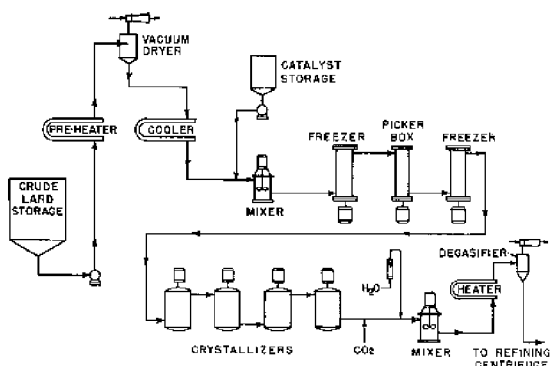 VACUUM
DRYER
CATALYST
STORAGE
PRE-HEATER
COOLER
FREEZER
PICKER
BOX
FREEZER
CRUDE
LARD
STORAGE
MIXER
DEGASIFIER
H₂O
HEATER
CRYSTALLIZERS
CO₂
MIXER
TO REFINING
CENTRIFUGE